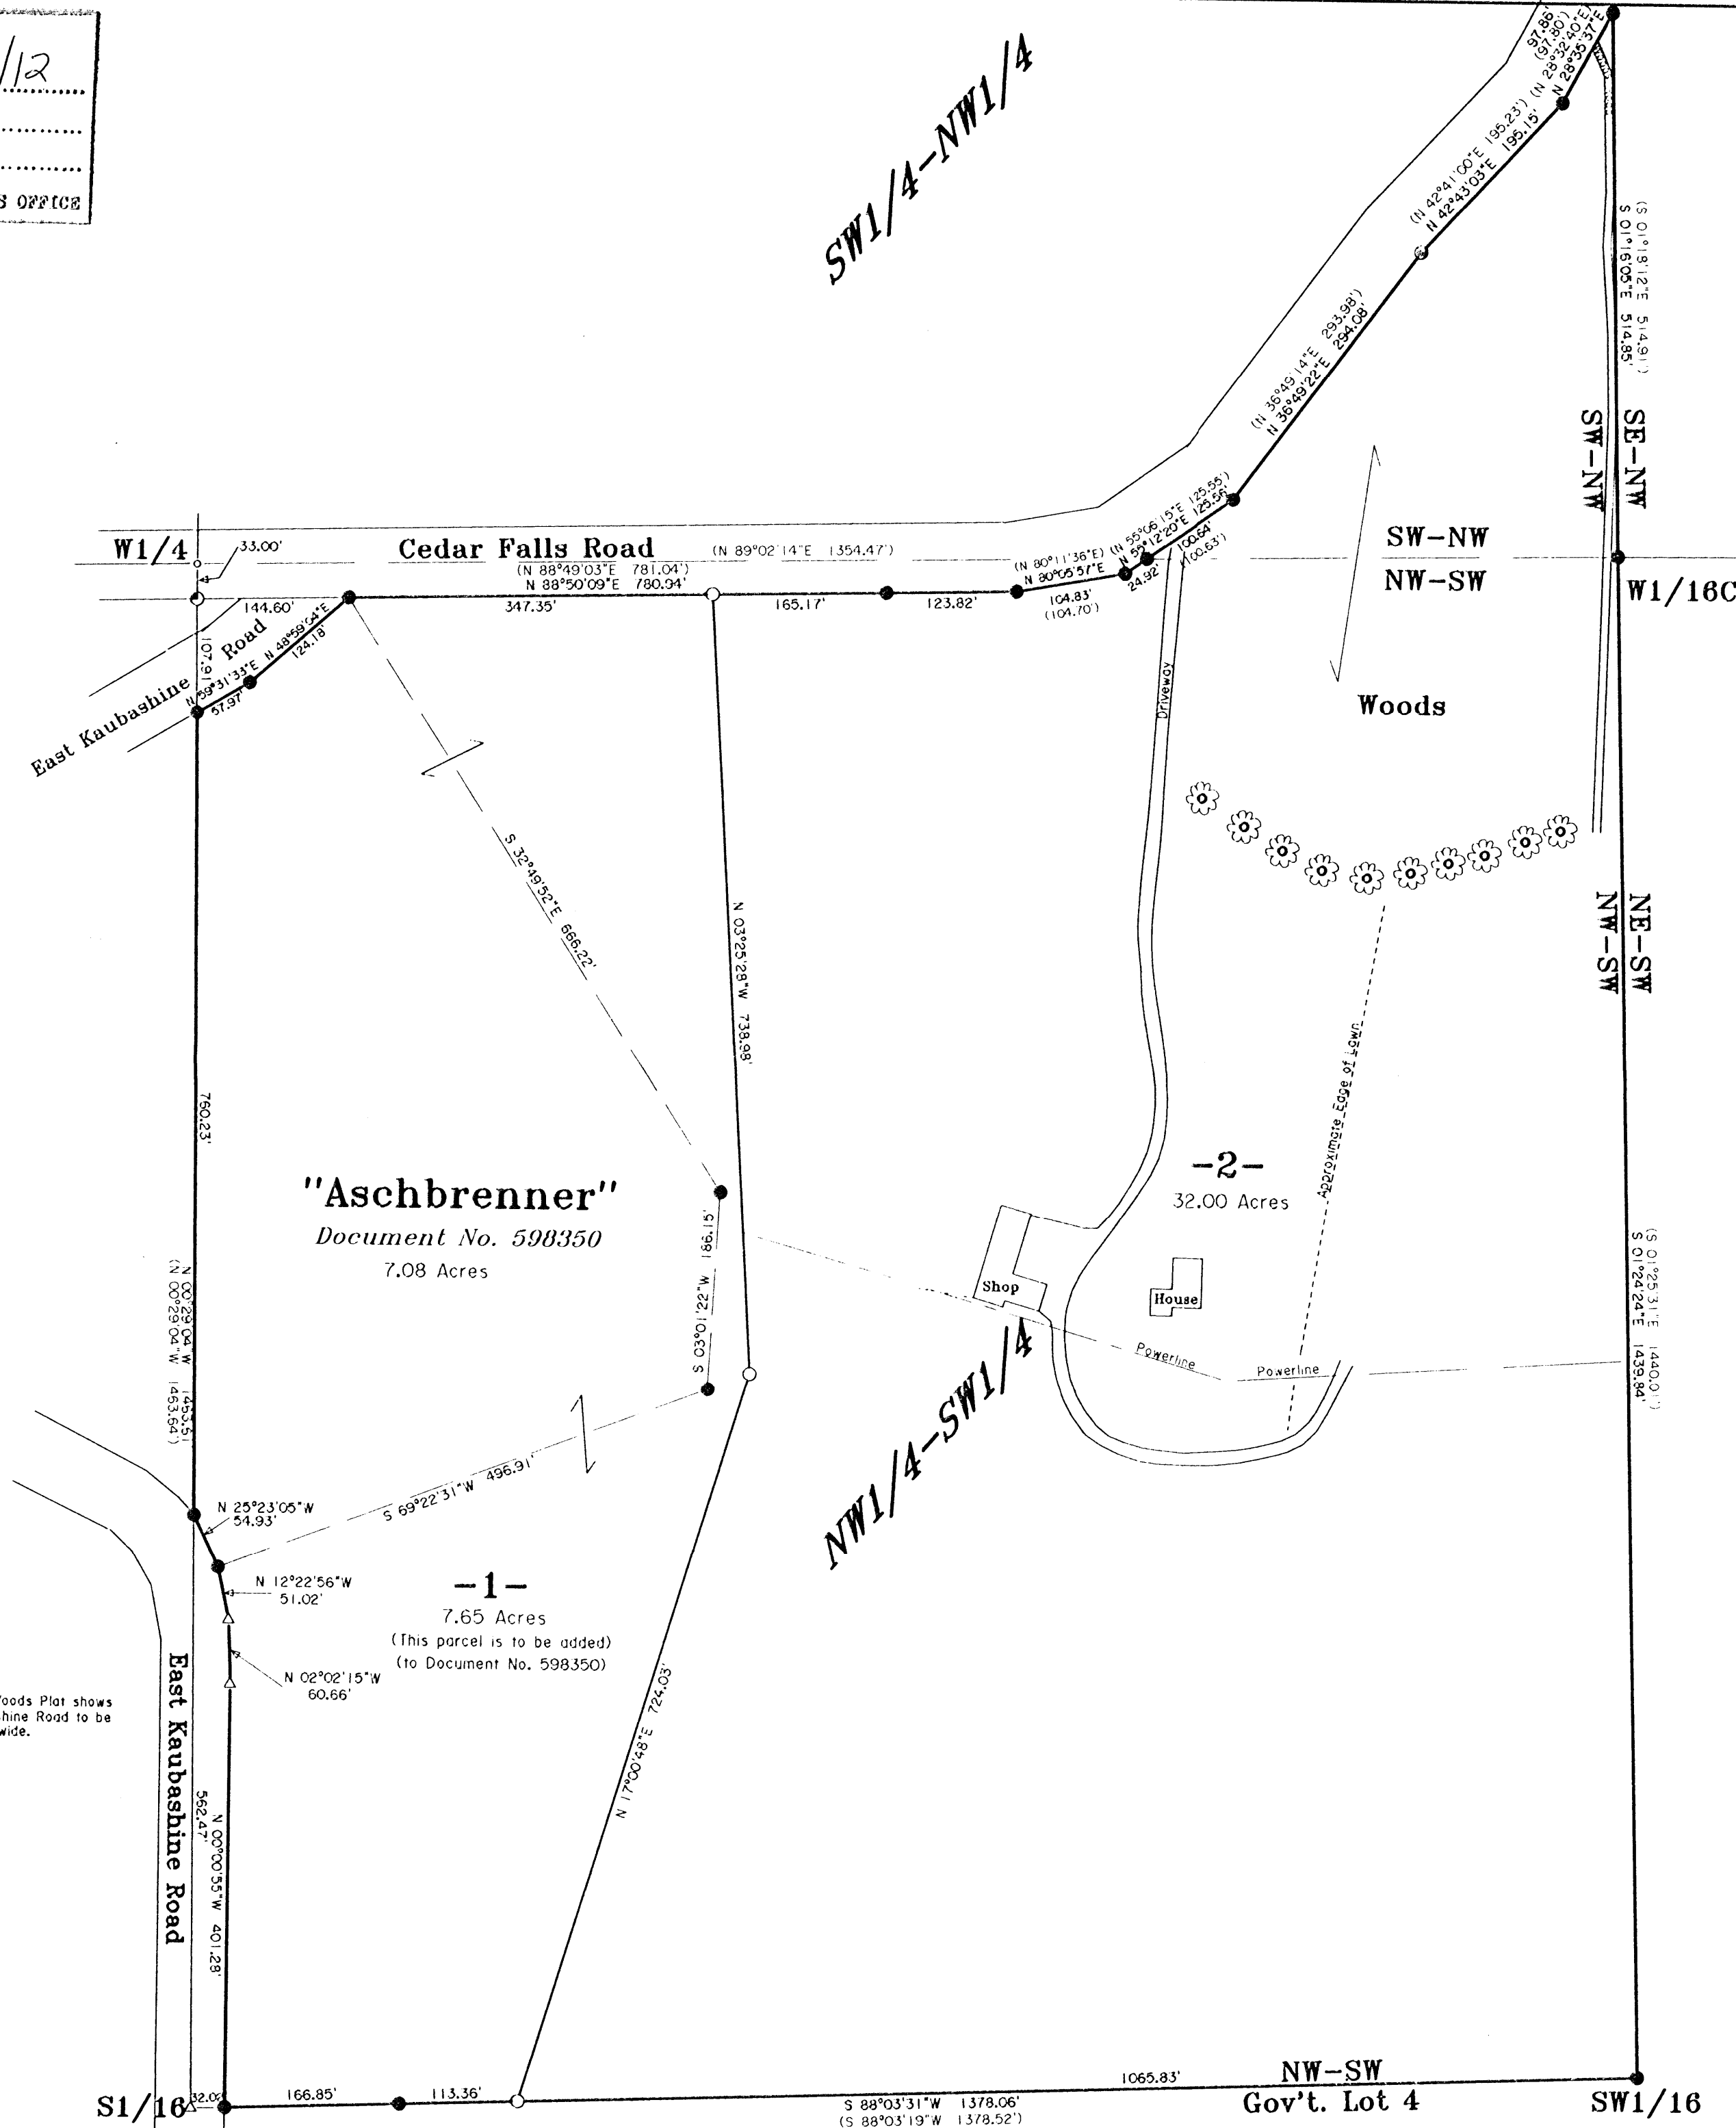 /12
S OFFICE
SW1/4-NW1/4
97.86'
(97.80')
(N 28°32'40"E)
N 28°35'37"E
(N 42°41'00"E 195.23')
N 42°43'03"E 195.15'
(S 01°18'12"E 514.91')
S 01°16'05"E 514.85'
(N 36°49'14"E 293.98')
N 36°49'22"E 294.08'
SE-NW
SW-NW
W1/4
33.00'
Cedar Falls Road
(N 89°02'14"E 1354.47')
(N 88°49'03"E 781.04')
N 88°50'09"E 780.94'
(N 80°11'36"E)
N 80°05'57"E
(N 55°06'15"E 125.55')
N 55°12'20"E 125.56'
100.64'
(100.63')
24.92'
SW-NW
NW-SW
W1/16C
144.60'
347.35'
165.17'
123.82'
104.83'
(104.70')
107.91'
N 59°31'33"E
57.97'
N 48°59'04"E
124.18'
East Kaubashine Road
Driveway
Woods
S 32°49'52"E 666.22'
N 03°25'28"W 738.98'
NE-SW
NW-SW
760.23'
Approximate Edge of Lawn
"Aschbrenner"
Document No. 598350
7.08 Acres
-2-
32.00 Acres
S 03°01'22"W 186.15'
Shop
House
Powerline
Powerline
(S 01°25'31"E 1440.01')
S 01°24'24"E 1439.84'
N 00°29'04"W 1453.51
(N 00°29'04"W 1453.64')
NW1/4-SW1/4
S 69°22'31"W 496.91'
N 25°23'05"W
54.93'
N 12°22'56"W
51.02'
-1-
7.65 Acres
(This parcel is to be added)
(to Document No. 598350)
N 02°02'15"W
60.66'
oods Plat shows
hine Road to be
wide.
N 17°00'48"E 724.03'
East Kaubashine Road
562.47'
N 00°00'55"W 401.28'
S1/16
166.85'
113.36'
1065.83'
NW-SW
Gov't. Lot 4
S 88°03'31"W 1378.06'
(S 88°03'19"W 1378.52')
SW1/16